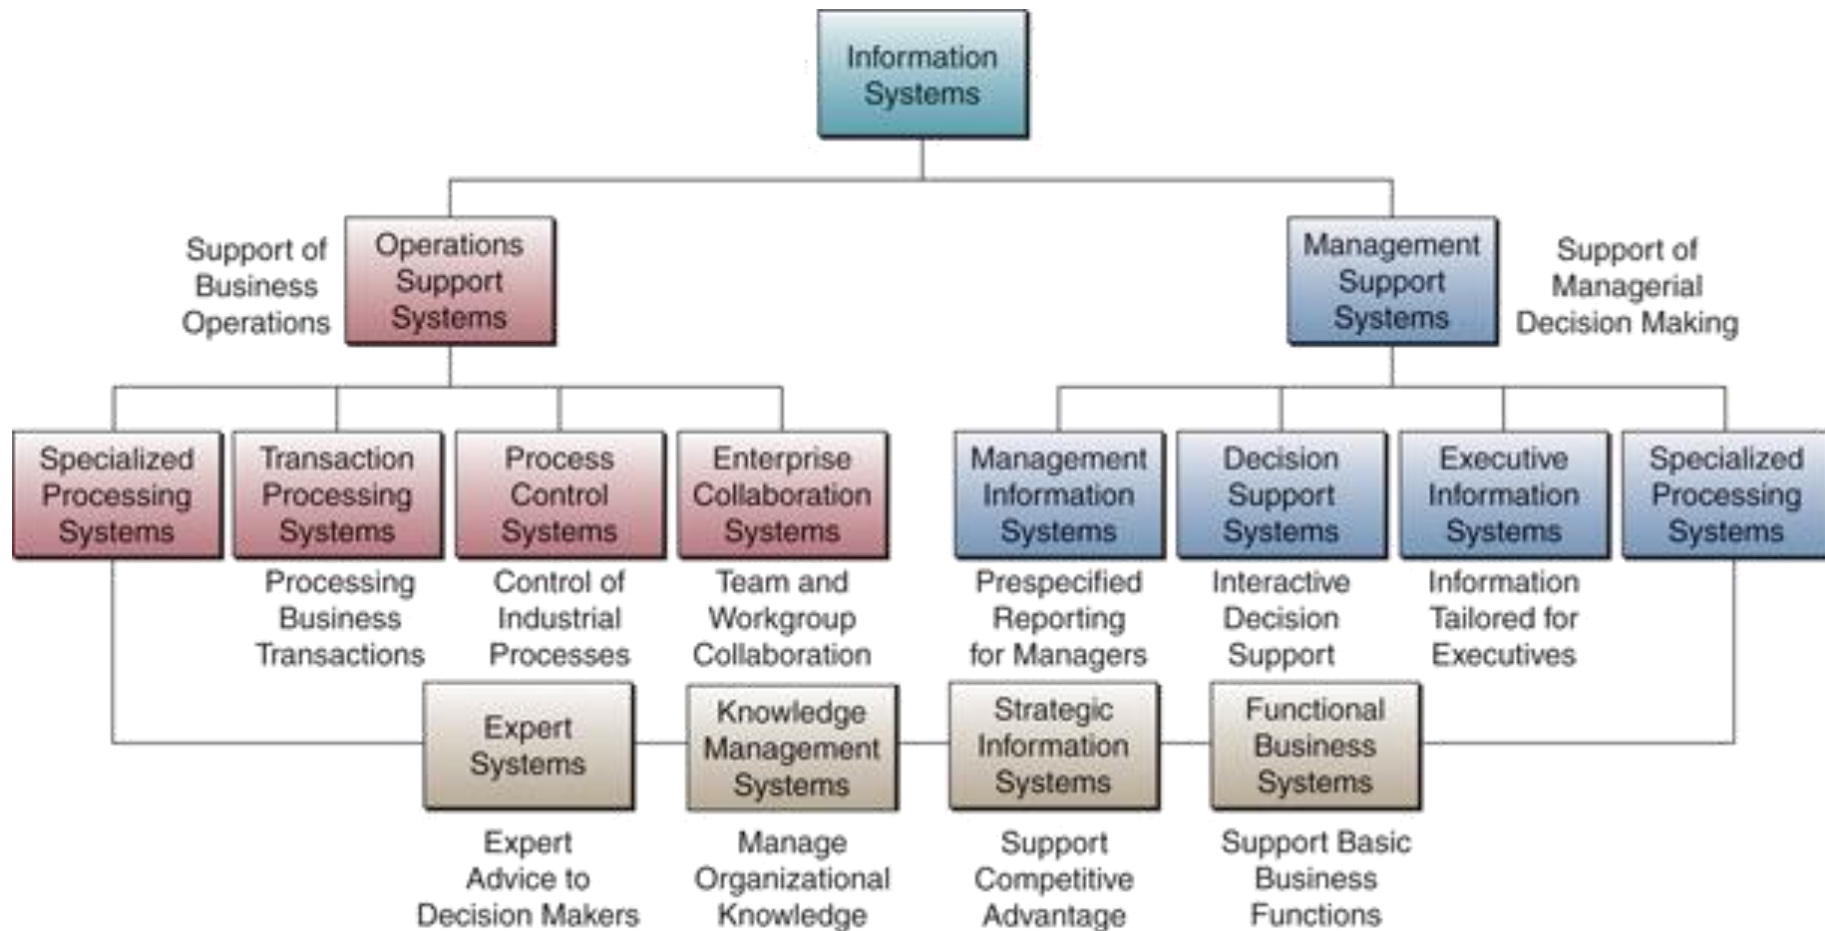 Information
Systems
Support of
Business
Operations
Operations
Support
Systems
Management
Support
Systems
Support of
Managerial
Decision Making
Specialized
Processing
Systems
Transaction
Processing
Systems
Process
Control
Systems
Enterprise
Collaboration
Systems
Management
Information
Systems
Decision
Support
Systems
Executive
Information
Systems
Specialized
Processing
Systems
Processing
Business
Transactions
Control of
Industrial
Processes
Team and
Workgroup
Collaboration
Prespecified
Reporting
for Managers
Interactive
Decision
Support
Information
Tailored for
Executives
Expert
Systems
Knowledge
Management
Systems
Strategic
Information
Systems
Functional
Business
Systems
Expert
Advice to
Decision Makers
Manage
Organizational
Knowledge
Support
Competitive
Advantage
Support Basic
Business
Functions